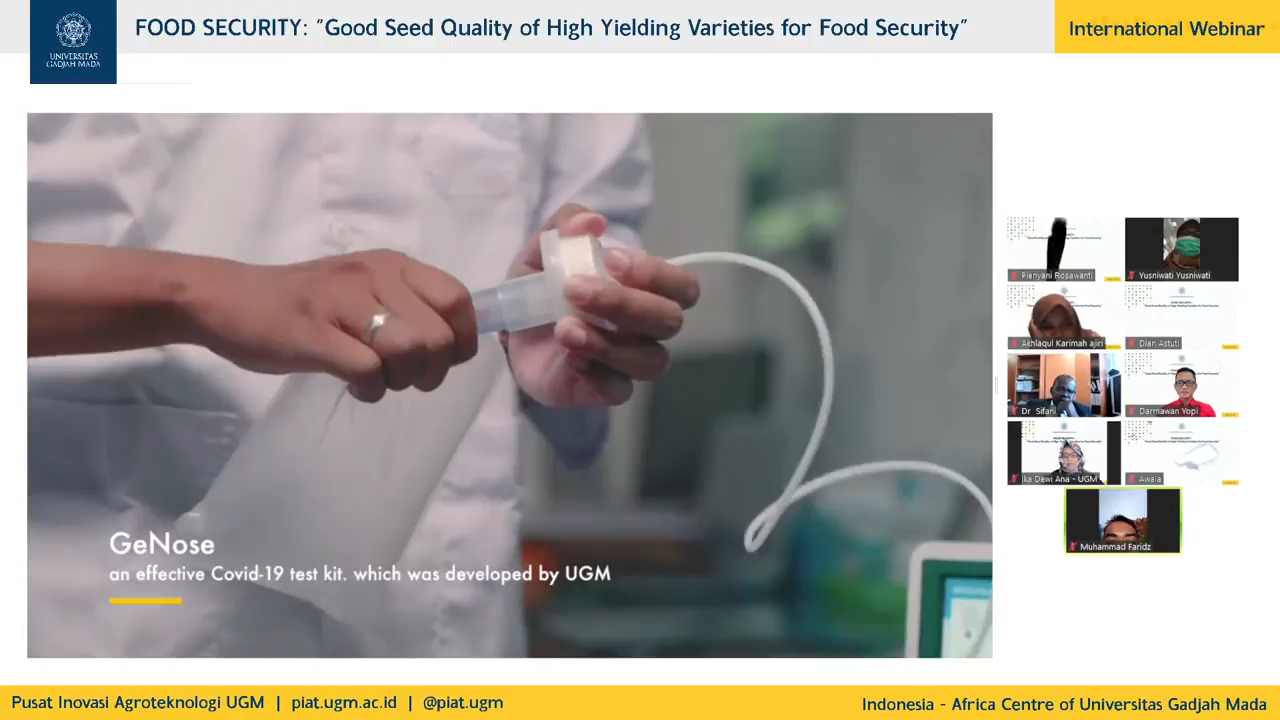 FOOD SECURITY: "Good Seed Quality of High Yielding Varieties for Food Security"
International Webinar
UNIVERSITAS
GADJAH MADA
GeNose
an effective Covid-19 test kit. which was developed by UGM
Pienyani Rosawanti
Yusniwati Yusniwati
Akhlaqul Karimah ajiri
Dian Astuti
Dr Sifani
Darmawan Yopi
Ika Dewi Ana - UGM
Awala
Muhammad Faridz
Pusat Inovasi Agroteknologi UGM | piat.ugm.ac.id | @piat.ugm
Indonesia - Africa Centre of Universitas Gadjah Mada